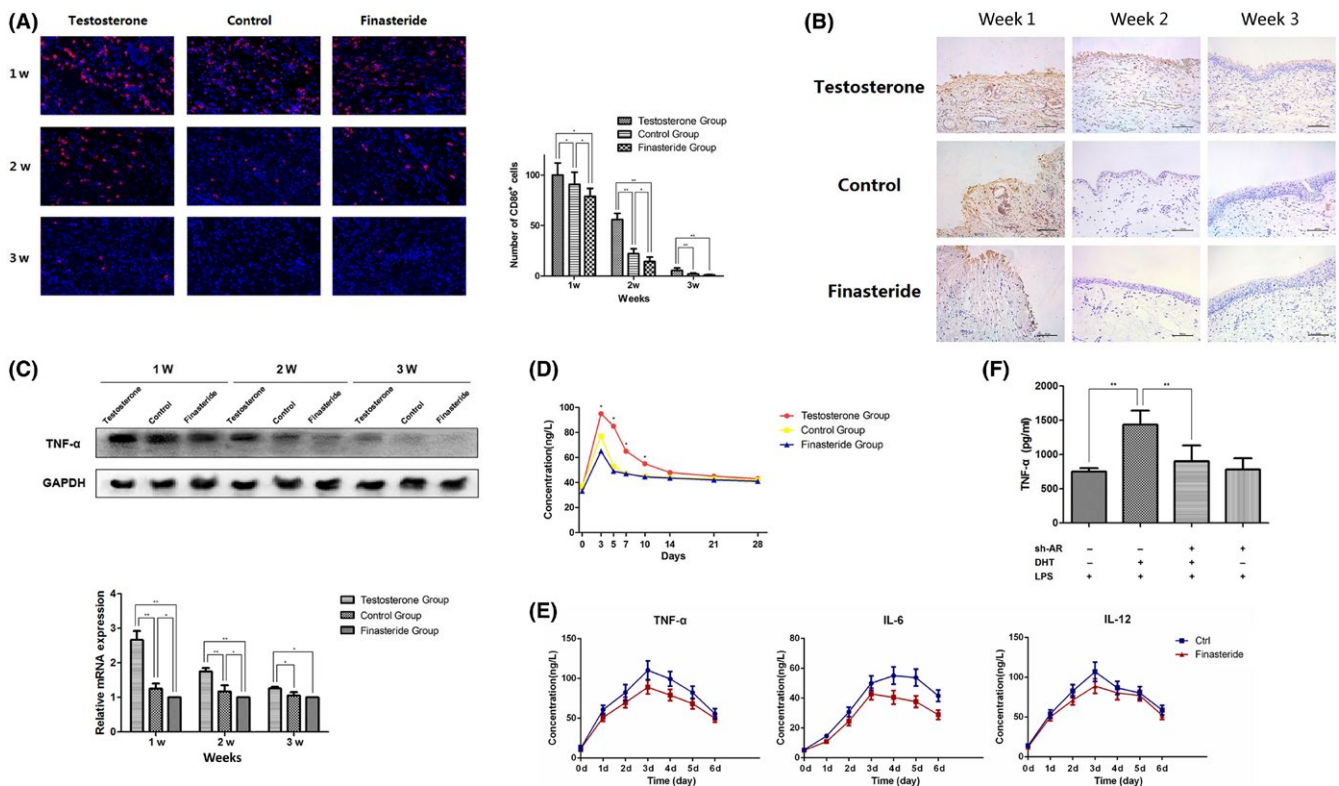 (A)
Testosterone Control Finasteride
1 w
2 w
3 w
Testosterone Group
Control Group
Finasteride Group
Number of CD86+ cells
100
50
0
* * *
** ** *
** **
1w 2w 3w
Weeks
(B)
Week 1 Week 2 Week 3
Testosterone
Control
Finasteride
(C)
1 W 2 W 3 W
Testosterone Control Finasteride Testosterone Control Finasteride Testosterone Control Finasteride
TNF-α
GAPDH
Relative mRNA expression
4
3
2
1
0
** ** *
** ** *
* *
Testosterone Group
Control Group
Finasteride Group
1 w 2 w 3 w
Weeks
(D)
Concentration(ng/L)
100
80
60
40
20
0
* * * *
Testosterone Group
Control Group
Finasteride Group
0 3 5 7 10 14 21 28
Days
(F)
TNF-α (pg/ml)
2000
1500
1000
500
0
** **
sh-AR – – + +
DHT – + + –
LPS + + + +
(E)
TNF-α
Concentration(ng/L)
150
100
50
0
0d 1d 2d 3d 4d 5d 6d
Time (day)
IL-6
Concentration(ng/L)
80
60
40
20
0
0d 1d 2d 3d 4d 5d 6d
Time (day)
IL-12
Concentration(ng/L)
150
100
50
0
0d 1d 2d 3d 4d 5d 6d
Time (day)
Ctrl
Finasteride